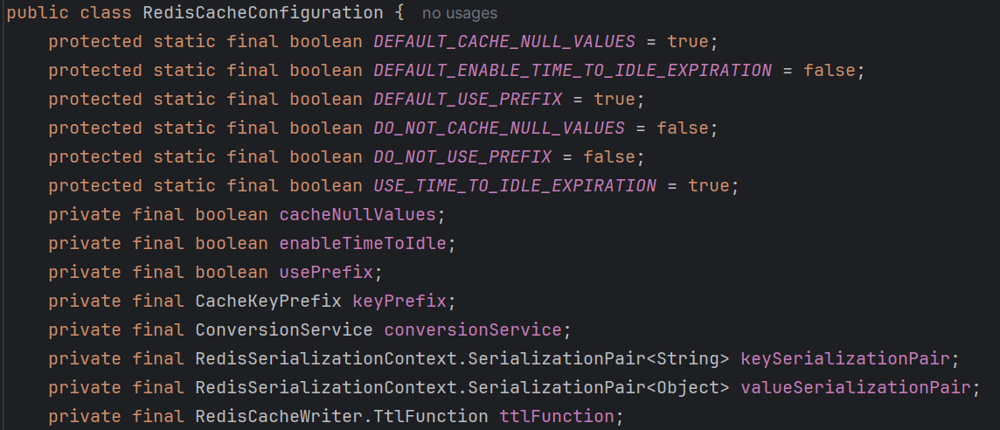 public class RedisCacheConfiguration {  no usages
    protected static final boolean DEFAULT_CACHE_NULL_VALUES = true;
    protected static final boolean DEFAULT_ENABLE_TIME_TO_IDLE_EXPIRATION = false;
    protected static final boolean DEFAULT_USE_PREFIX = true;
    protected static final boolean DO_NOT_CACHE_NULL_VALUES = false;
    protected static final boolean DO_NOT_USE_PREFIX = false;
    protected static final boolean USE_TIME_TO_IDLE_EXPIRATION = true;
    private final boolean cacheNullValues;
    private final boolean enableTimeToIdle;
    private final boolean usePrefix;
    private final CacheKeyPrefix keyPrefix;
    private final ConversionService conversionService;
    private final RedisSerializationContext.SerializationPair<String> keySerializationPair;
    private final RedisSerializationContext.SerializationPair<Object> valueSerializationPair;
    private final RedisCacheWriter.TtlFunction ttlFunction;